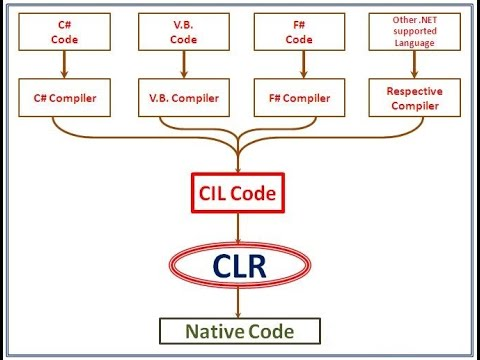 C#
Code
V.B.
Code
F#
Code
Other .NET
supported
Language
C# Compiler
V.B. Compiler
F# Compiler
Respective
Compiler
CIL Code
CLR
Native Code